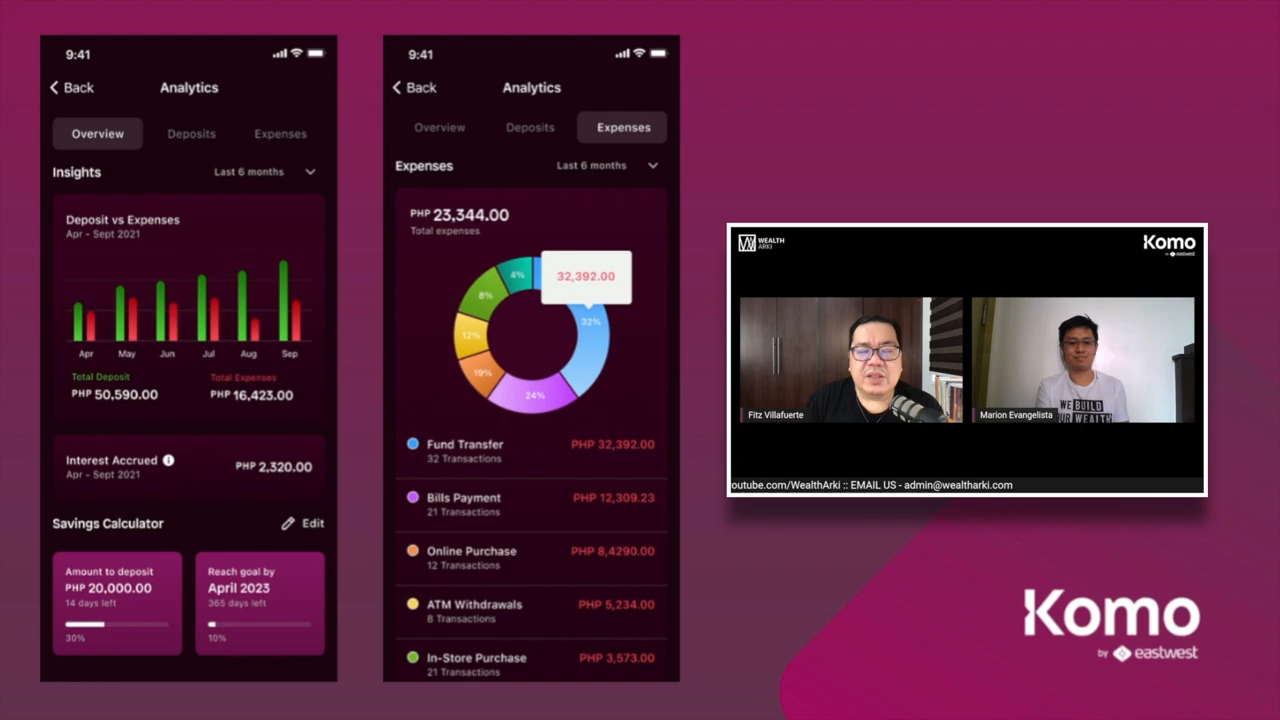 9:41
Back
Analytics
Overview
Deposits
Expenses
Insights
Last 6 months
Deposit vs Expenses
Apr - Sept 2021
Apr
May
Jun
Jul
Aug
Sep
Total Deposit
Total Expenses
PHP 50,590.00
PHP 16,423.00
Interest Accrued
PHP 2,320.00
Apr - Sept 2021
Savings Calculator
Edit
Amount to deposit
PHP 20,000.00
14 days left
30%
Reach goal by
April 2023
365 days left
10%
9:41
Back
Analytics
Overview
Deposits
Expenses
Expenses
Last 6 months
PHP 23,344.00
Total expenses
32,392.00
4%
8%
32%
12%
19%
24%
Fund Transfer
PHP 32,392.00
32 Transactions
Bills Payment
PHP 12,309.23
21 Transactions
Online Purchase
PHP 8,4290.00
12 Transactions
ATM Withdrawals
PHP 5,234.00
8 Transactions
In-Store Purchase
PHP 3,573.00
21 Transactions
WEALTH
ARKI
Komo
by eastwest
WE BUILD
UR WEALTH
Fitz Villafuerte
Marion Evangelista
outube.com/WealthArki :: EMAIL US - admin@wealtharki.com
Komo
by eastwest